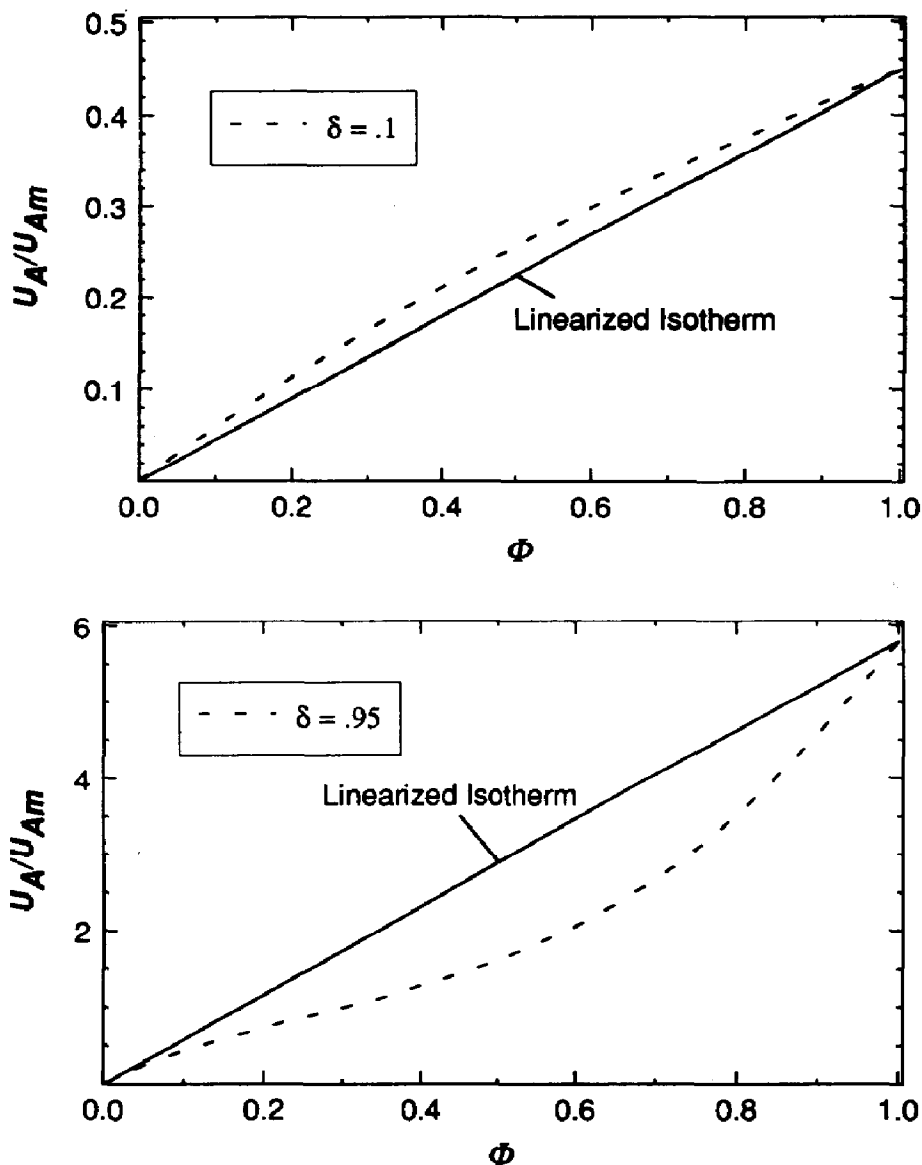 0.5
0.4
0.3
0.2
0.1
U_A/U_Am
δ = .1
Linearized Isotherm
0.0 0.2 0.4 0.6 0.8 1.0
Φ
6
4
2
U_A/U_Am
δ = .95
Linearized Isotherm
0.0 0.2 0.4 0.6 0.8 1.0
Φ